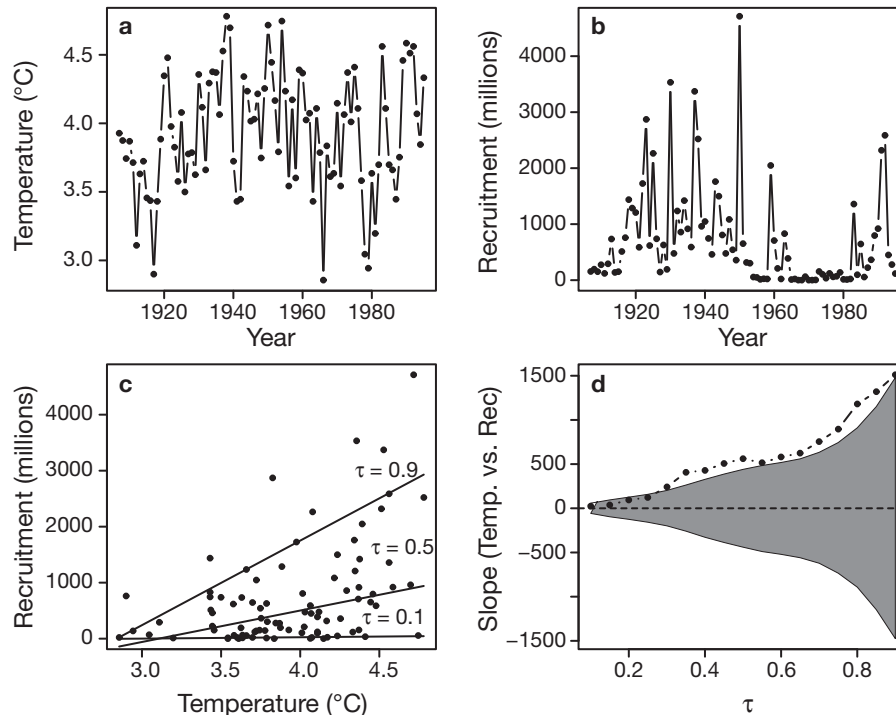 a
Temperature (°C)
4.5
4.0
3.5
3.0
1920
1940
1960
1980
Year
b
Recruitment (millions)
4000
3000
2000
1000
0
1920
1940
1960
1980
Year
c
Recruitment (millions)
4000
3000
2000
1000
0
τ = 0.9
τ = 0.5
τ = 0.1
3.0
3.5
4.0
4.5
Temperature (°C)
d
Slope (Temp. vs. Rec)
1500
500
0
−500
−1500
0.2
0.4
0.6
0.8
τ